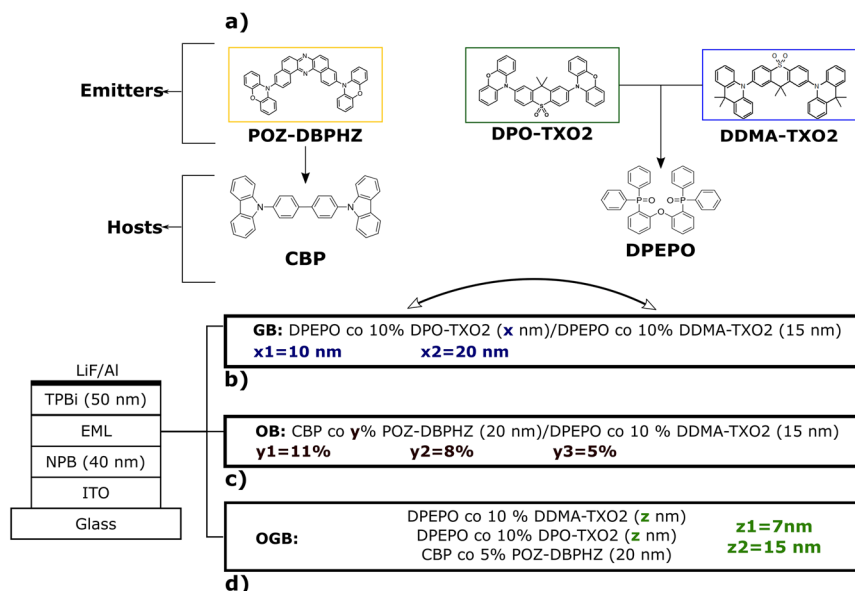 a)
Emitters
POZ-DBPHZ
DPO-TXO2
DDMA-TXO2
Hosts
CBP
DPEPO
GB: DPEPO co 10% DPO-TXO2 (x nm)/DPEPO co 10% DDMA-TXO2 (15 nm)
x1=10 nm x2=20 nm
b)
OB: CBP co y% POZ-DBPHZ (20 nm)/DPEPO co 10 % DDMA-TXO2 (15 nm)
y1=11% y2=8% y3=5%
c)
LiF/Al
TPBi (50 nm)
EML
NPB (40 nm)
ITO
Glass
OGB:
DPEPO co 10 % DDMA-TXO2 (z nm)
DPEPO co 10% DPO-TXO2 (z nm)
CBP co 5% POZ-DBPHZ (20 nm)
z1=7nm
z2=15 nm
d)